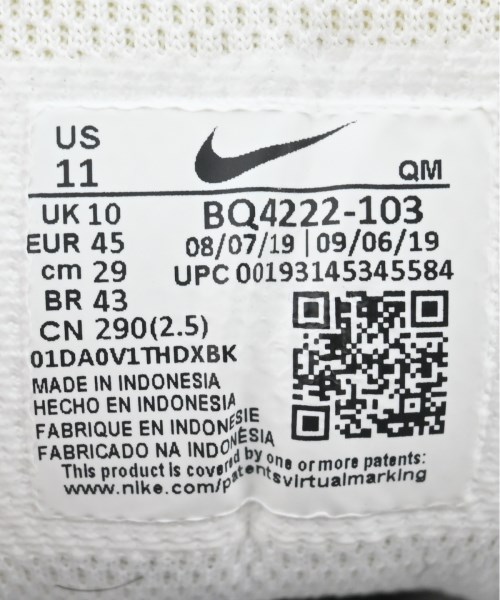 US
11
QM
UK 10
EUR 45
cm 29
BR 43
CN 290(2.5)
BQ4222-103
08/07/19 | 09/06/19
UPC 00193145345584
01DA0V1THDXBK
MADE IN INDONESIA
HECHO EN INDONESIA
FABRIQUE EN INDONESIE
FABRICADO NA INDONÉSIA
This product is covered by one or more patents:
www.nike.com/patentsvirtualmarking